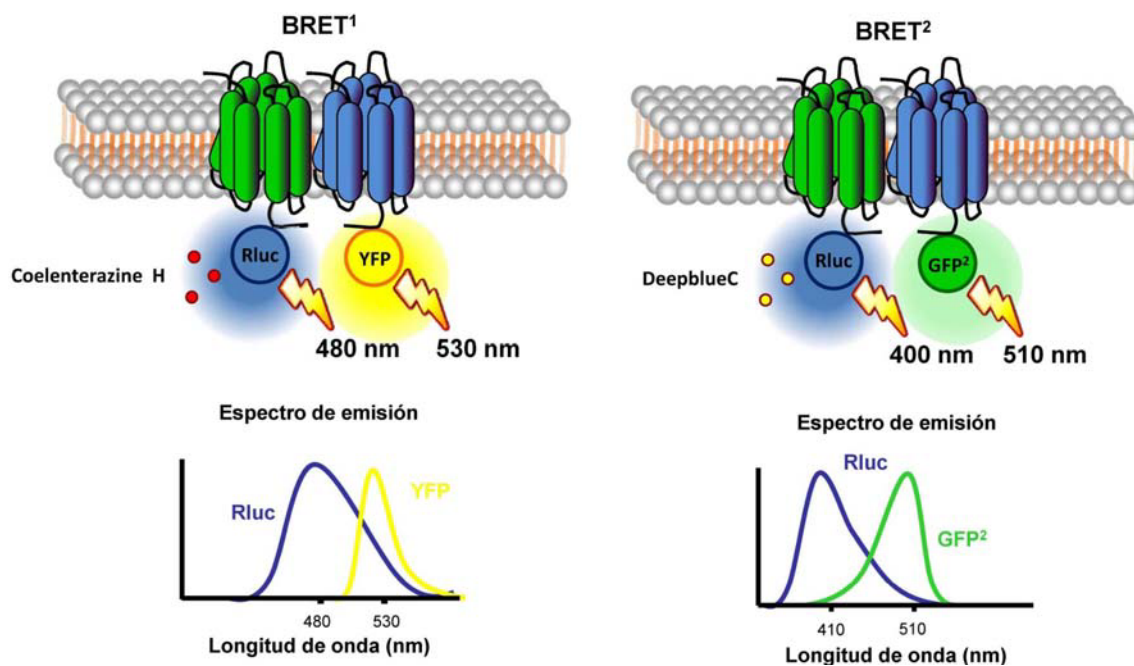 BRET¹
Rluc
YFP
Coelenterazine H
480 nm
530 nm
Espectro de emisión
Rluc
YFP
480
530
Longitud de onda (nm)
BRET²
Rluc
GFP²
DeepblueC
400 nm
510 nm
Espectro de emisión
Rluc
GFP²
410
510
Longitud de onda (nm)